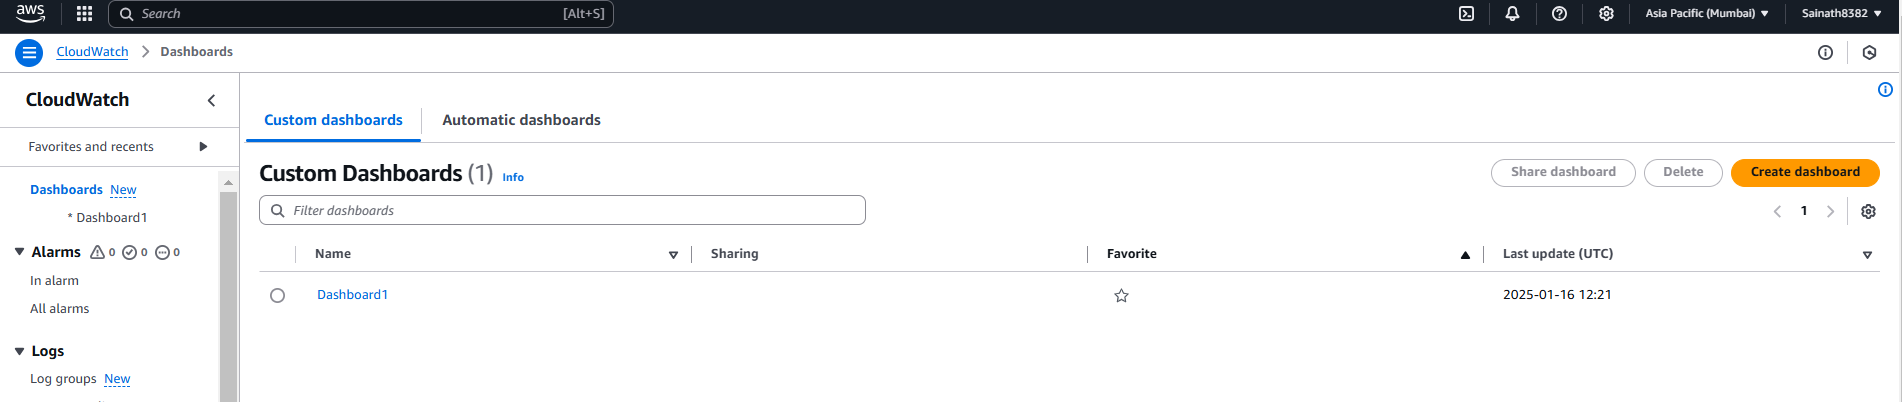 aws Search [Alt+S] Asia Pacific (Mumbai) Sainath8382
CloudWatch Dashboards
CloudWatch
Favorites and recents
Dashboards New
* Dashboard1
Alarms 0 0 0
In alarm
All alarms
Logs
Log groups New
Custom dashboards Automatic dashboards
Custom Dashboards (1) Info Share dashboard Delete Create dashboard
Filter dashboards 1
Name Sharing Favorite Last update (UTC)
Dashboard1 2025-01-16 12:21